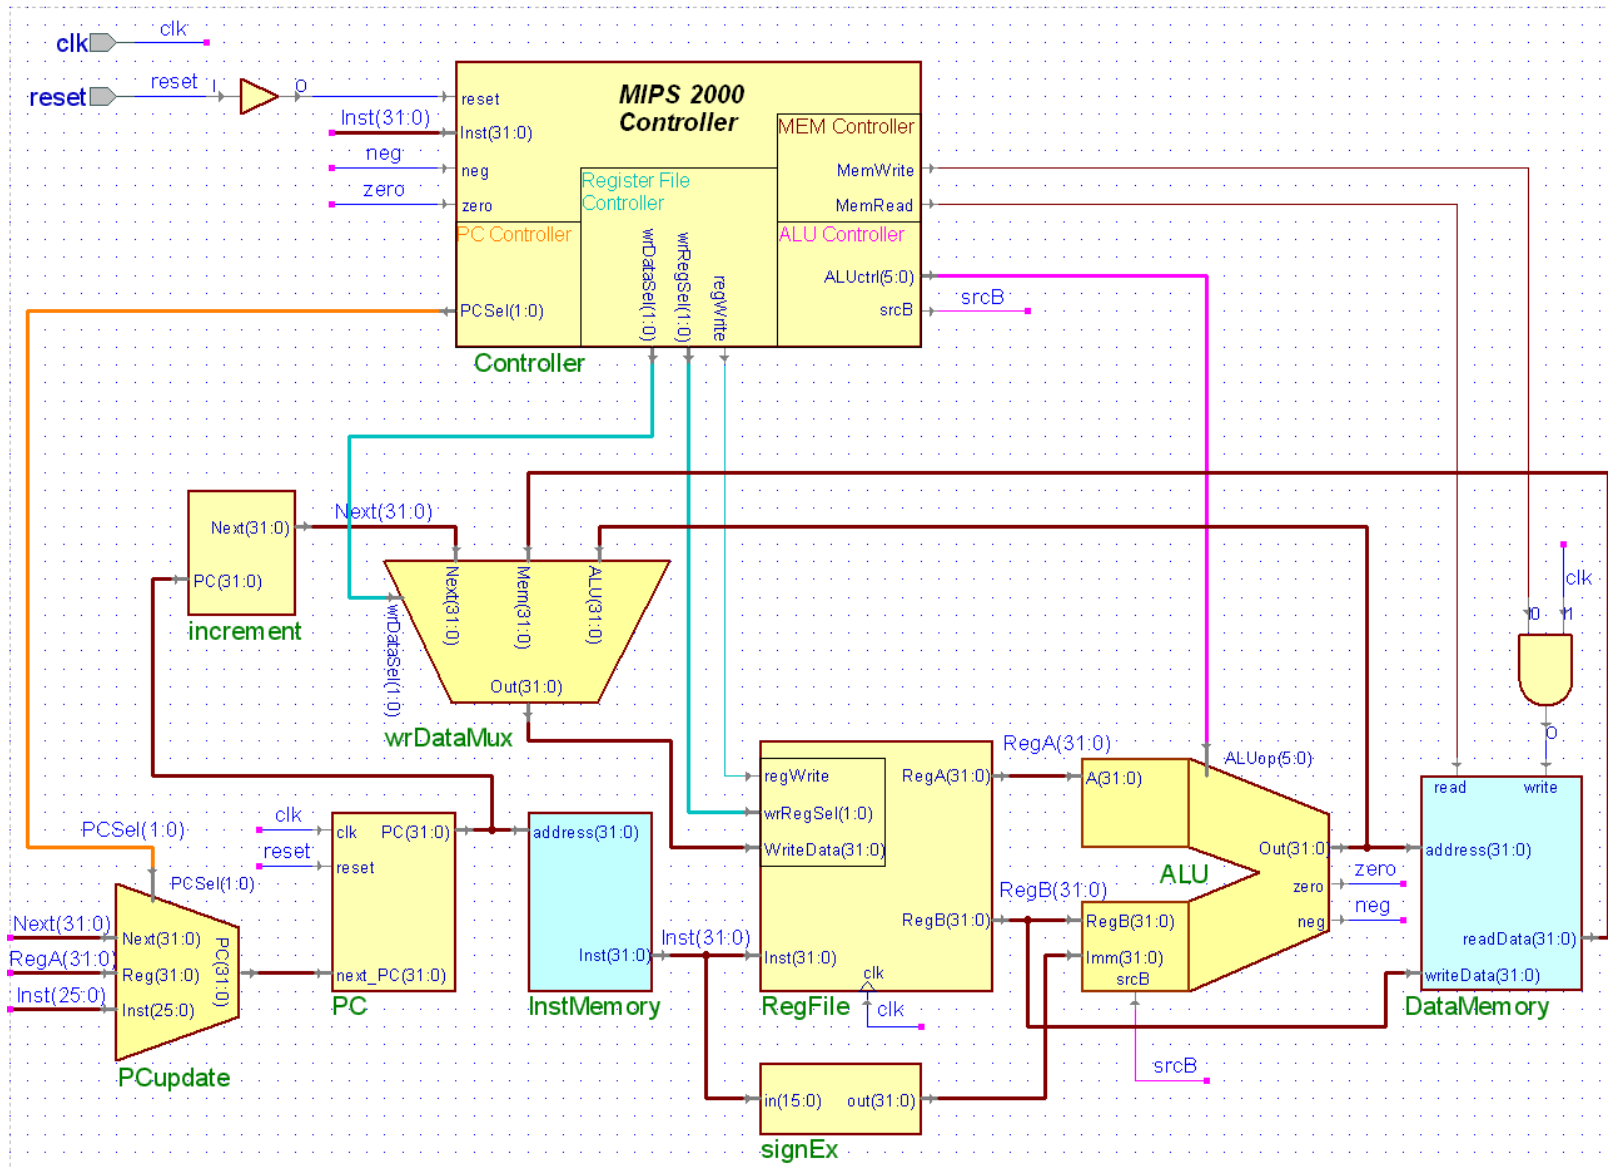 clk
clk
reset
reset
I
O
MIPS 2000
Controller
reset
Inst(31:0)
Inst(31:0)
neg
neg
zero
zero
MEM Controller
MemWrite
MemRead
Register File
Controller
wrDataSel(1:0)
wrRegSel(1:0)
regWrite
PC Controller
PCSel(1:0)
ALU Controller
ALUctrl(5:0)
srcB
srcB
Controller
Next(31:0)
PC(31:0)
increment
Next(31:0)
Next(31:0)
Mem(31:0)
ALU(31:0)
wrDataSel(1:0)
Out(31:0)
wrDataMux
clk
I0
I1
O
PCSel(1:0)
PCSel(1:0)
Next(31:0)
Next(31:0)
RegA(31:0)
Reg(31:0)
Inst(25:0)
Inst(25:0)
PC(31:0)
PCupdate
clk
clk
reset
reset
PC(31:0)
next_PC(31:0)
PC
address(31:0)
Inst(31:0)
InstMemory
Inst(31:0)
regWrite
wrRegSel(1:0)
WriteData(31:0)
RegA(31:0)
RegB(31:0)
Inst(31:0)
clk
RegFile
clk
RegA(31:0)
RegB(31:0)
A(31:0)
ALUop(5:0)
ALU
Out(31:0)
zero
zero
neg
neg
RegB(31:0)
Imm(31:0)
srcB
srcB
read
write
address(31:0)
readData(31:0)
writeData(31:0)
DataMemory
in(15:0)
out(31:0)
signEx